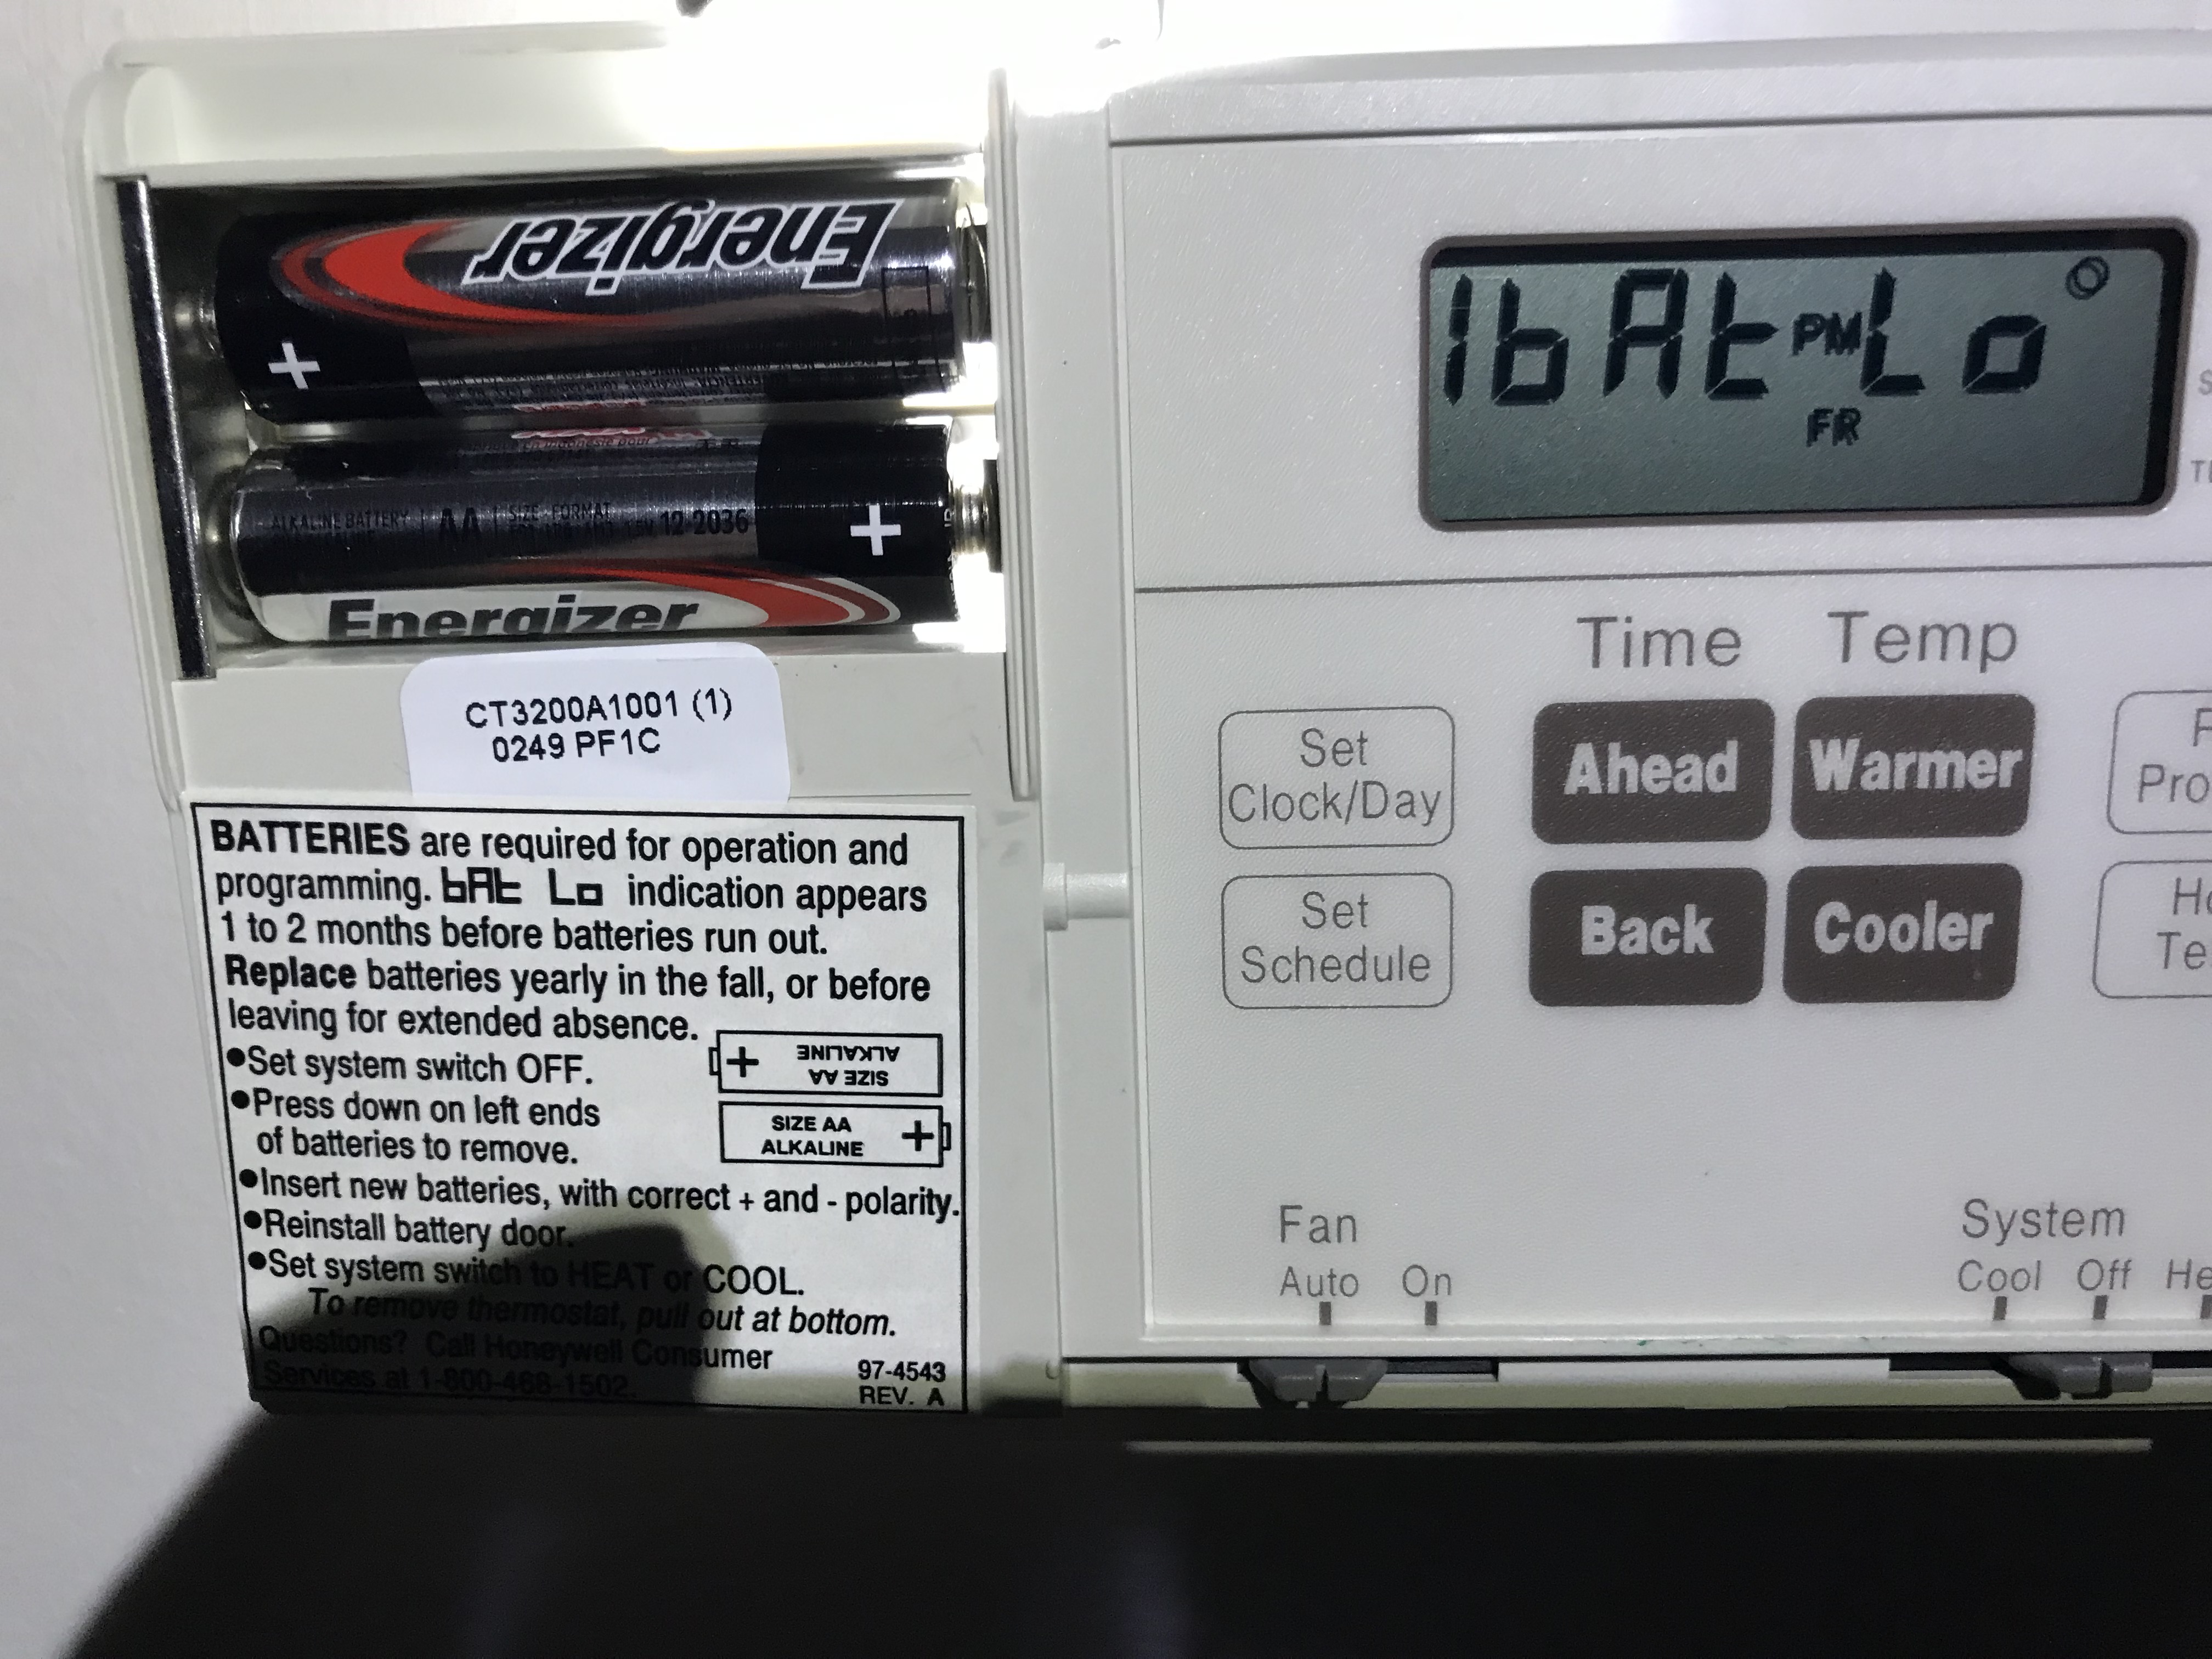 Energizer
+
ALKALINE BATTERY AA SIZE - FORMAT
12-2036
+
Energizer
CT3200A1001 (1)
0249 PF1C
BATTERIES are required for operation and
programming. bAt Lo indication appears
1 to 2 months before batteries run out.
Replace batteries yearly in the fall, or before
leaving for extended absence.
•Set system switch OFF.
•Press down on left ends
of batteries to remove.
+ SIZE AA
ALKALINE
SIZE AA
ALKALINE +
•Insert new batteries, with correct + and - polarity.
•Reinstall battery door.
•Set system switch to HEAT or COOL.
To remove thermostat, pull out at bottom.
Questions? Call Honeywell Consumer
Services at 1-800-468-1502.
97-4543
REV. A
1bAt PM Lo
FR
Time Temp
Set
Clock/Day
Ahead Warmer
Set
Schedule
Back Cooler
Pro
Fan
Auto On
System
Cool Off He